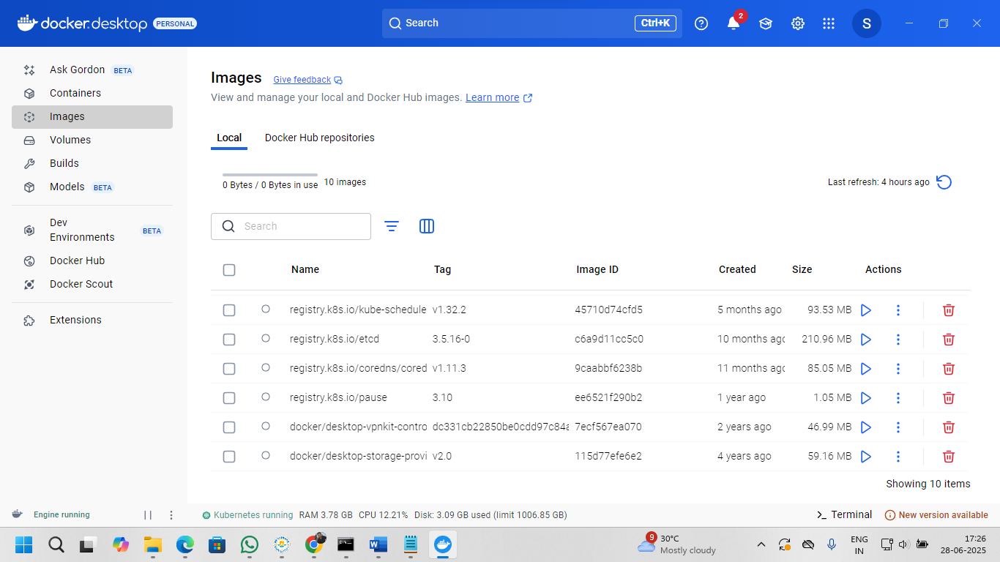 docker.desktop PERSONAL
Search Ctrl+K
2
S
Ask Gordon BETA
Containers
Images
Volumes
Builds
Models BETA
Dev Environments BETA
Docker Hub
Docker Scout
Extensions
Images Give feedback
View and manage your local and Docker Hub images. Learn more
Local Docker Hub repositories
0 Bytes / 0 Bytes in use 10 images Last refresh: 4 hours ago
Search
Name Tag Image ID Created Size Actions
registry.k8s.io/kube-schedule v1.32.2 45710d74cfd5 5 months ago 93.53 MB
registry.k8s.io/etcd 3.5.16-0 c6a9d11cc5c0 10 months ago 210.96 MB
registry.k8s.io/coredns/cored v1.11.3 9caabbf6238b 11 months ago 85.05 MB
registry.k8s.io/pause 3.10 ee6521f290b2 1 year ago 1.05 MB
docker/desktop-vpnkit-contro dc331cb22850be0cdd97c84a 7ecf567ea070 2 years ago 46.99 MB
docker/desktop-storage-provi v2.0 115d77efe6e2 4 years ago 59.16 MB
Showing 10 items
Engine running Kubernetes running RAM 3.78 GB CPU 12.21% Disk: 3.09 GB used (limit 1006.85 GB) Terminal New version available
9 30°C
Mostly cloudy
ENG
IN
17:26
28-06-2025